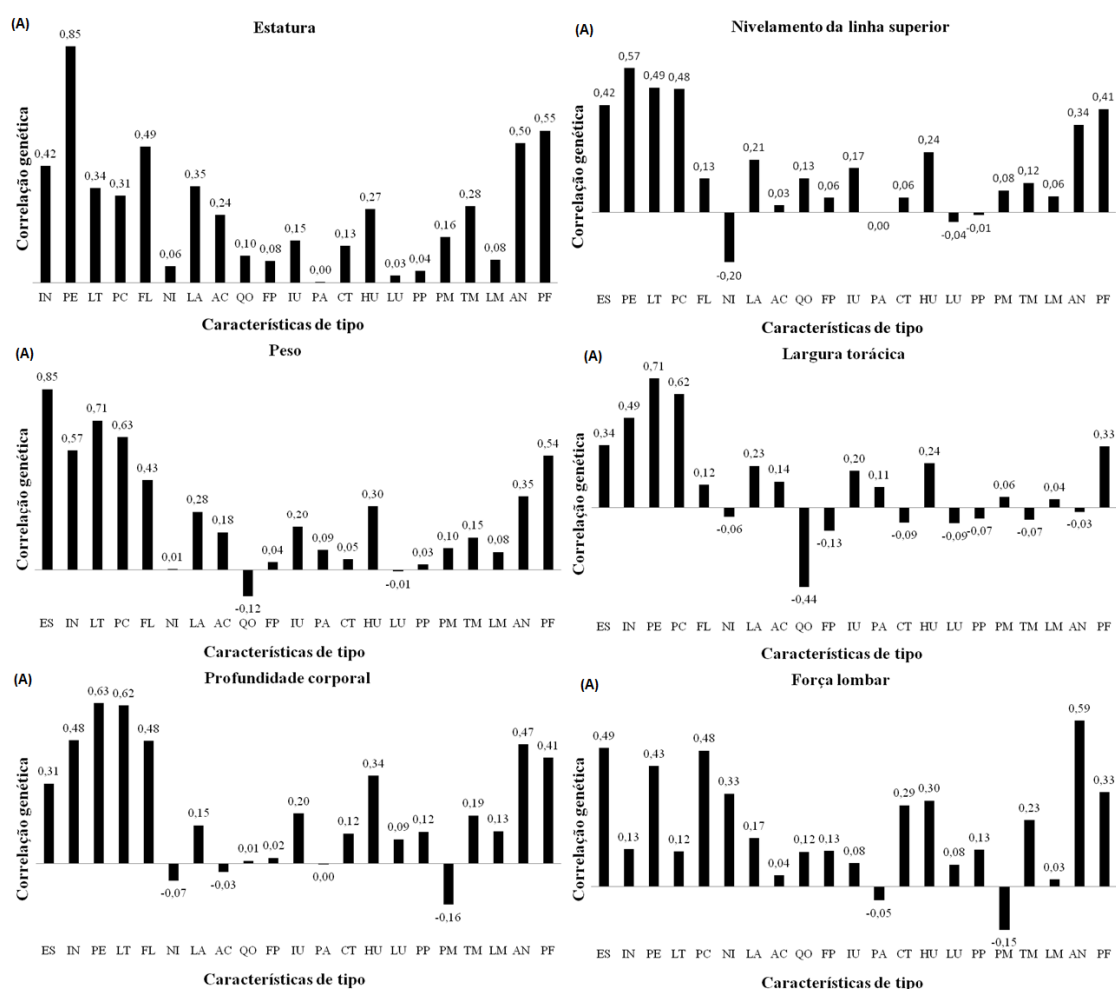 (A)
Estatura
Correlação genética
0,42 0,85 0,34 0,31 0,49 0,06 0,35 0,24 0,10 0,08 0,15 0,00 0,13 0,27 0,03 0,04 0,16 0,28 0,08 0,50 0,55
IN PE LT PC FL NI LA AC QO FP IU PA CT HU LU PP PM TM LM AN PF
Características de tipo
(A)
Nivelamento da linha superior
Correlação genética
0,42 0,57 0,49 0,48 0,13 -0,20 0,21 0,03 0,13 0,06 0,17 0,00 0,06 0,24 -0,04 -0,01 0,08 0,12 0,06 0,34 0,41
ES PE LT PC FL NI LA AC QO FP IU PA CT HU LU PP PM TM LM AN PF
Características de tipo
(A)
Peso
Correlação genética
0,85 0,57 0,71 0,63 0,43 0,01 0,28 0,18 -0,12 0,04 0,20 0,09 0,05 0,30 -0,01 0,03 0,10 0,15 0,08 0,35 0,54
ES IN LT PC FL NI LA AC QO FP IU PA CT HU LU PP PM TM LM AN PF
Características de tipo
(A)
Largura torácica
Correlação genética
0,34 0,49 0,71 0,62 0,12 -0,06 0,23 0,14 -0,44 -0,13 0,20 0,11 -0,09 0,24 -0,09 -0,07 0,06 -0,07 0,04 -0,03 0,33
ES IN PE PC FL NI LA AC QO FP IU PA CT HU LU PP PM TM LM AN PF
Características de tipo
(A)
Profundidade corporal
Correlação genética
0,31 0,48 0,63 0,62 0,48 -0,07 0,15 -0,03 0,01 0,02 0,20 0,00 0,12 0,34 0,09 0,12 -0,16 0,19 0,13 0,47 0,41
ES IN PE LT FL NI LA AC QO FP IU PA CT HU LU PP PM TM LM AN PF
Características de tipo
(A)
Força lombar
Correlação genética
0,49 0,13 0,43 0,12 0,48 0,33 0,17 0,04 0,12 0,13 0,08 -0,05 0,29 0,30 0,08 0,13 -0,15 0,23 0,03 0,59 0,33
ES IN PE LT PC NI LA AC QO FP IU PA CT HU LU PP PM TM LM AN PF
Características de tipo